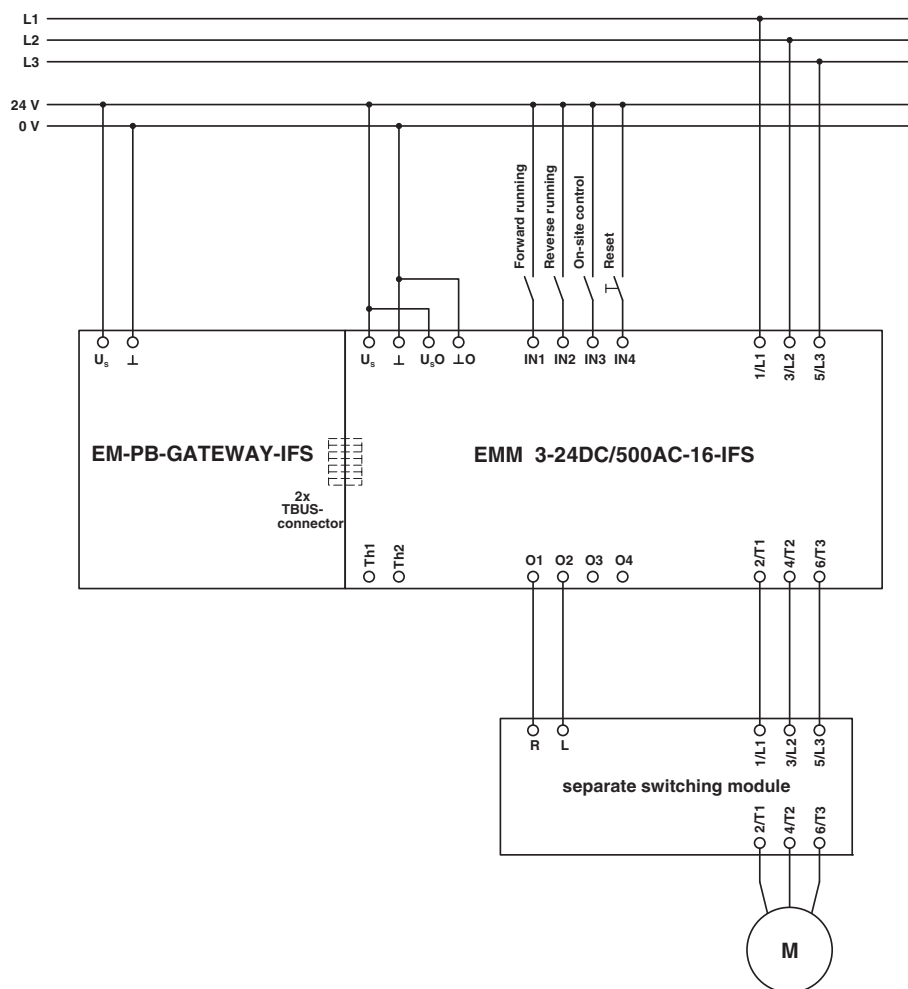 L1
L2
L3
24 V
0 V
Forward running
Reverse running
On-site control
Reset
Us
⊥
Us
⊥
UsO
⊥O
IN1
IN2
IN3
IN4
1/L1
3/L2
5/L3
EM-PB-GATEWAY-IFS
EMM 3-24DC/500AC-16-IFS
2x
TBUS-
connector
Th1
Th2
O1
O2
O3
O4
2/T1
4/T2
6/T3
R
L
1/L1
3/L2
5/L3
separate switching module
2/T1
4/T2
6/T3
M